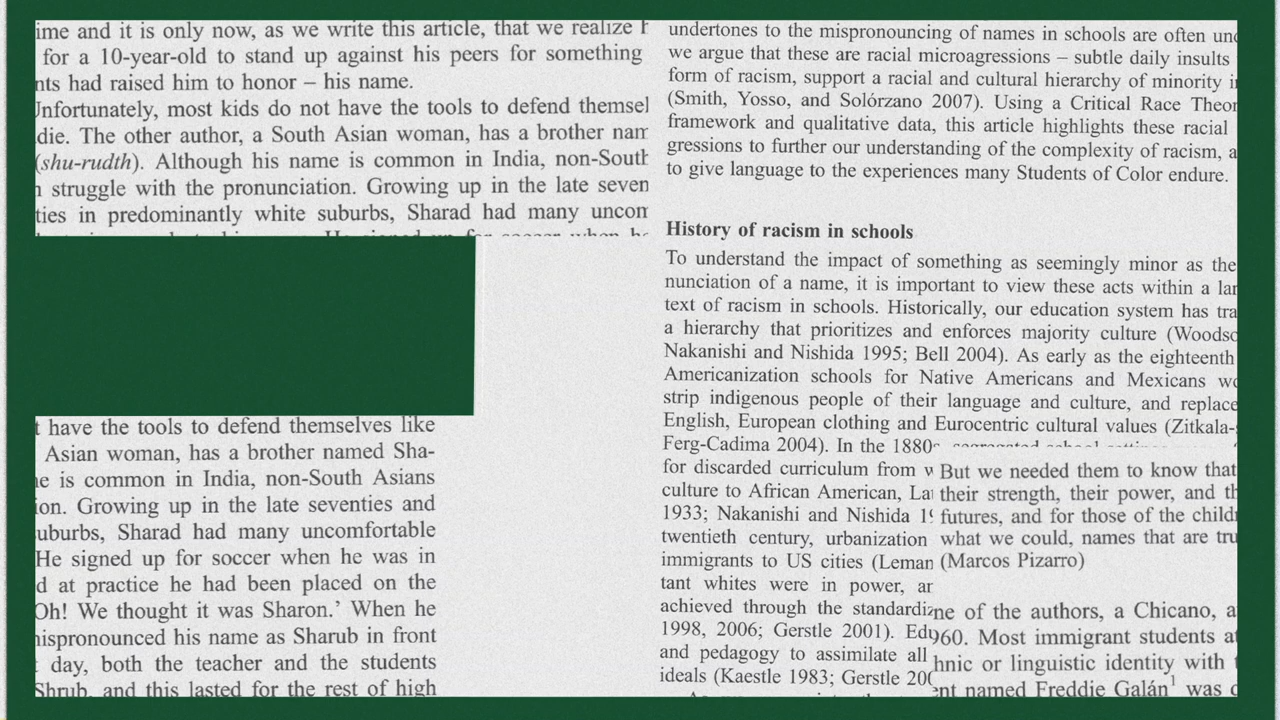 ime and it is only now, as we write this article, that we realize
for a 10-year-old to stand up against his peers for something
nts had raised him to honor – his name.
Unfortunately, most kids do not have the tools to defend themsel
die. The other author, a South Asian woman, has a brother nam
(shu-rudth). Although his name is common in India, non-South
struggle with the pronunciation. Growing up in the late seven
ties in predominantly white suburbs, Sharad had many uncom
t have the tools to defend themselves like
Asian woman, has a brother named Sha-
e is common in India, non-South Asians
ion. Growing up in the late seventies and
uburbs, Sharad had many uncomfortable
He signed up for soccer when he was in
d at practice he had been placed on the
Oh! We thought it was Sharon.’ When he
ispronounced his name as Sharub in front
day, both the teacher and the students
Shrub, and this lasted for the rest of high
undertones to the mispronouncing of names in schools are often und
we argue that these are racial microagressions – subtle daily insults
form of racism, support a racial and cultural hierarchy of minority i
(Smith, Yosso, and Solórzano 2007). Using a Critical Race Theor
framework and qualitative data, this article highlights these racial
gressions to further our understanding of the complexity of racism, a
to give language to the experiences many Students of Color endure.
History of racism in schools
To understand the impact of something as seemingly minor as the
nunciation of a name, it is important to view these acts within a lar
text of racism in schools. Historically, our education system has tra
a hierarchy that prioritizes and enforces majority culture (Woodso
Nakanishi and Nishida 1995; Bell 2004). As early as the eighteenth
Americanization schools for Native Americans and Mexicans we
strip indigenous people of their language and culture, and replace
English, European clothing and Eurocentric cultural values (Zitkala-
Ferg-Cadima 2004). In the 1880
for discarded curriculum from
culture to African American, La
1933; Nakanishi and Nishida 19
twentieth century, urbanization
immigrants to US cities (Leman
tant whites were in power, an
achieved through the standardiz
1998, 2006; Gerstle 2001). Edu
and pedagogy to assimilate all
ideals (Kaestle 1983; Gerstle 200
But we needed them to know that
their strength, their power, and th
futures, and for those of the child
what we could, names that are tru
(Marcos Pizarro)
ne of the authors, a Chicano, a
960. Most immigrant students at
hnic or linguistic identity with
ent named Freddie Galán1 was